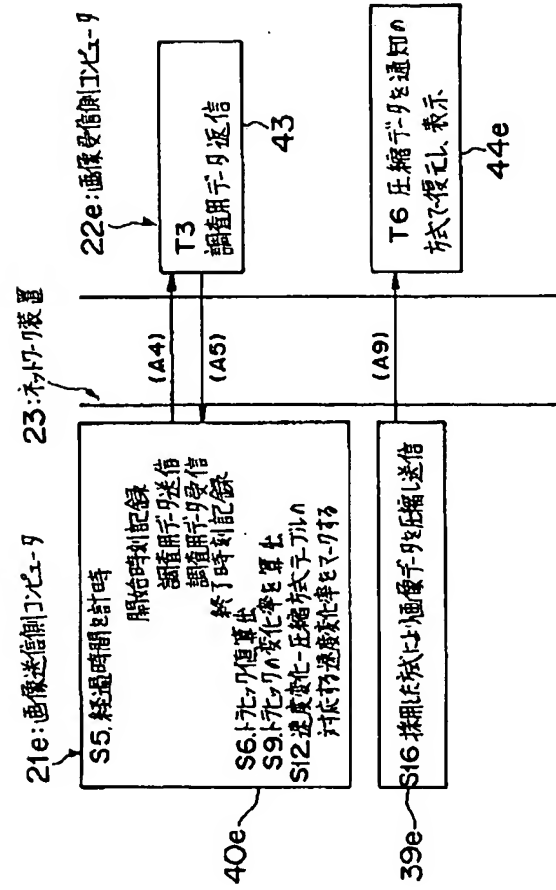 21e:画像送信側コンピュータ
23:ネットワーク装置
22e:画像受信側コンピュータ
S5.経過時間を計時
開始時刻記録
調査用データ送信
調査用データ受信
終了時刻記録
S6.トラヒック値算出
S9.トラヒックの変化率を算出
S12.速度変化-圧縮方式テーブルの
対応する速度変化率をマークする
40e
(A4)
(A5)
T3
調査用データ返信
43
S16 採用した方式により画像データを圧縮し送信
39e
(A9)
T6 圧縮データを通知の
方式で復元し、表示
44e